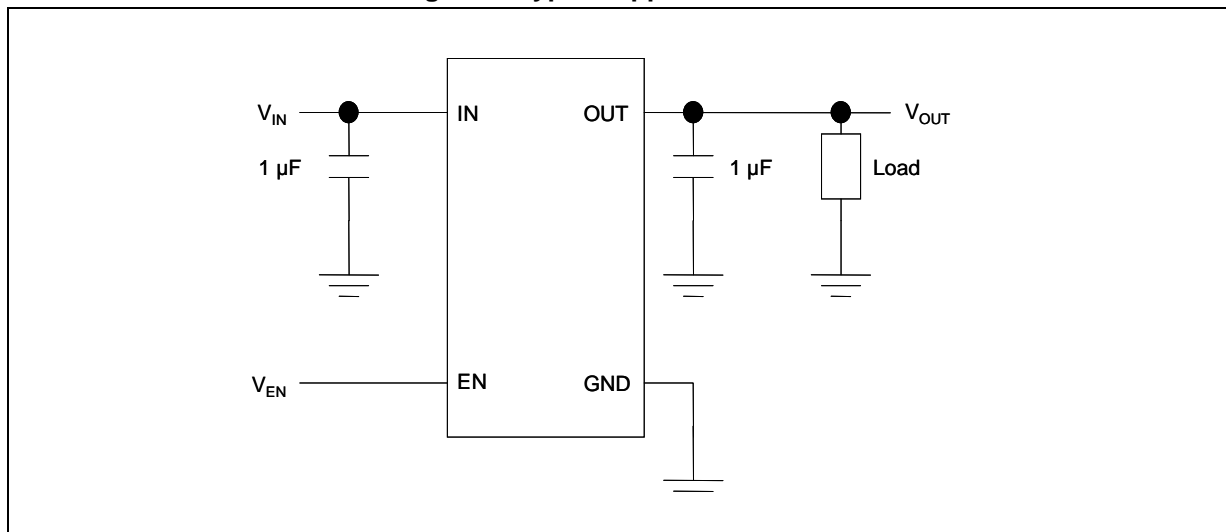 V_IN
IN
OUT
V_OUT
1 µF
1 µF
Load
V_EN
EN
GND